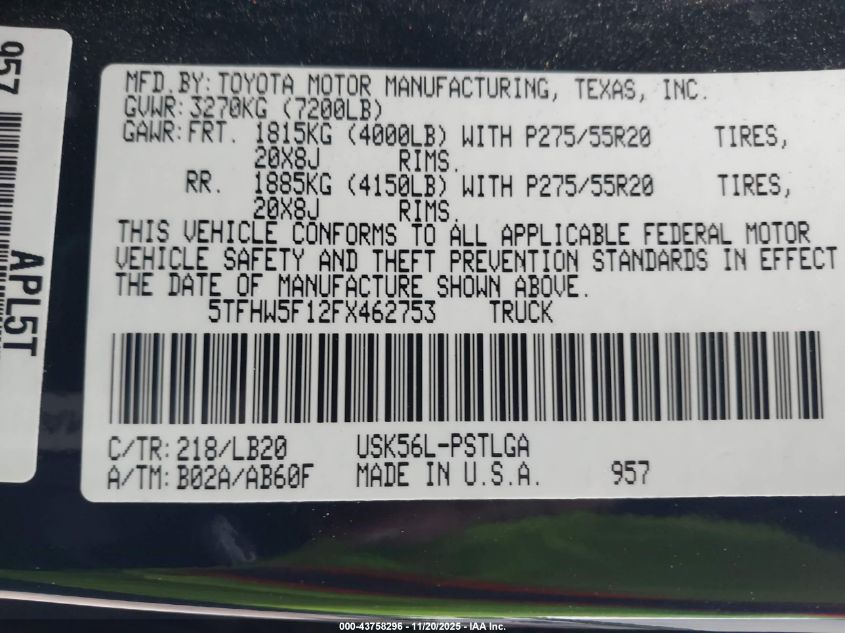 957
APL5T
MFD.BY:TOYOTA MOTOR MANUFACTURING, TEXAS, INC.
GVWR:3270KG (7200LB)
GAWR:FRT. 1815KG (4000LB) WITH P275/55R20 TIRES,
20X8J RIMS.
RR. 1885KG (4150LB) WITH P275/55R20 TIRES,
20X8J RIMS.
THIS VEHICLE CONFORMS TO ALL APPLICABLE FEDERAL MOTOR
VEHICLE SAFETY AND THEFT PREVENTION STANDARDS IN EFFECT
THE DATE OF MANUFACTURE SHOWN ABOVE.
5TFHW5F12FX462753 TRUCK
C/TR:218/LB20 USK56L-PSTLGA
A/TM:B02A/AB60F MADE IN U.S.A. 957
000-43758296 - 11/20/2025 - IAA Inc.